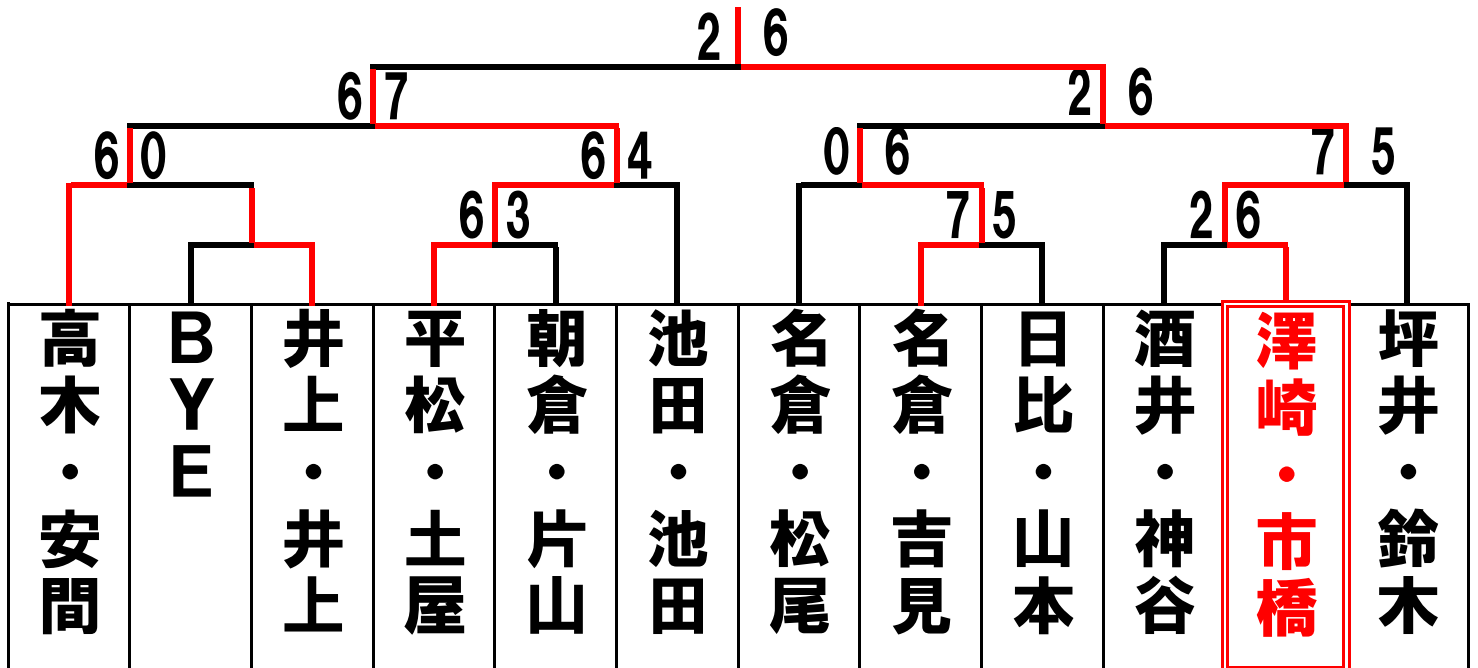 2 6
6 7
2 6
6 0
6 4
0 6
7 5
6 3
7 5
2 6
高木・安間
BYE
井上・井上
平松・土屋
朝倉・片山
池田・池田
名倉・松尾
名倉・吉見
日比・山本
酒井・神谷
澤崎・市橋
坪井・鈴木